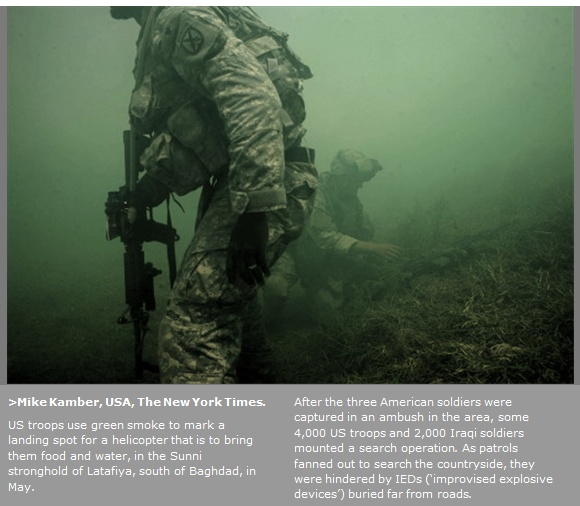 >Mike Kamber, USA, The New York Times.
US troops use green smoke to mark a
landing spot for a helicopter that is to bring
them food and water, in the Sunni
stronghold of Latafiya, south of Baghdad, in
May.
After the three American soldiers were
captured in an ambush in the area, some
4,000 US troops and 2,000 Iraqi soldiers
mounted a search operation. As patrols
fanned out to search the countryside, they
were hindered by IEDs (‘improvised explosive
devices’) buried far from roads.